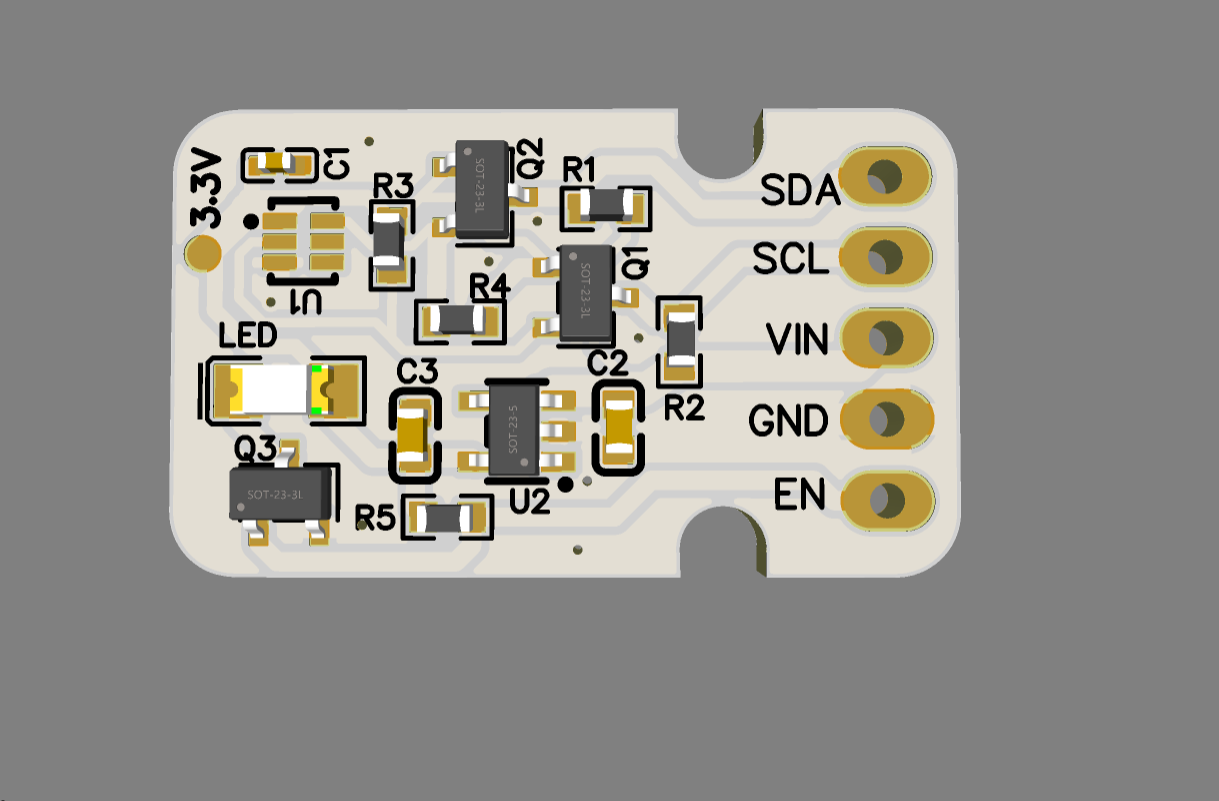 3.3V
C1
R3
Q2
SOT-23-3L
R1
SDA
SCL
U1
R4
Q1
SOT-23-3L
LED
VIN
C3
C2
R2
GND
SOT-23-5
Q3
SOT-23-3L
U2
R5
EN